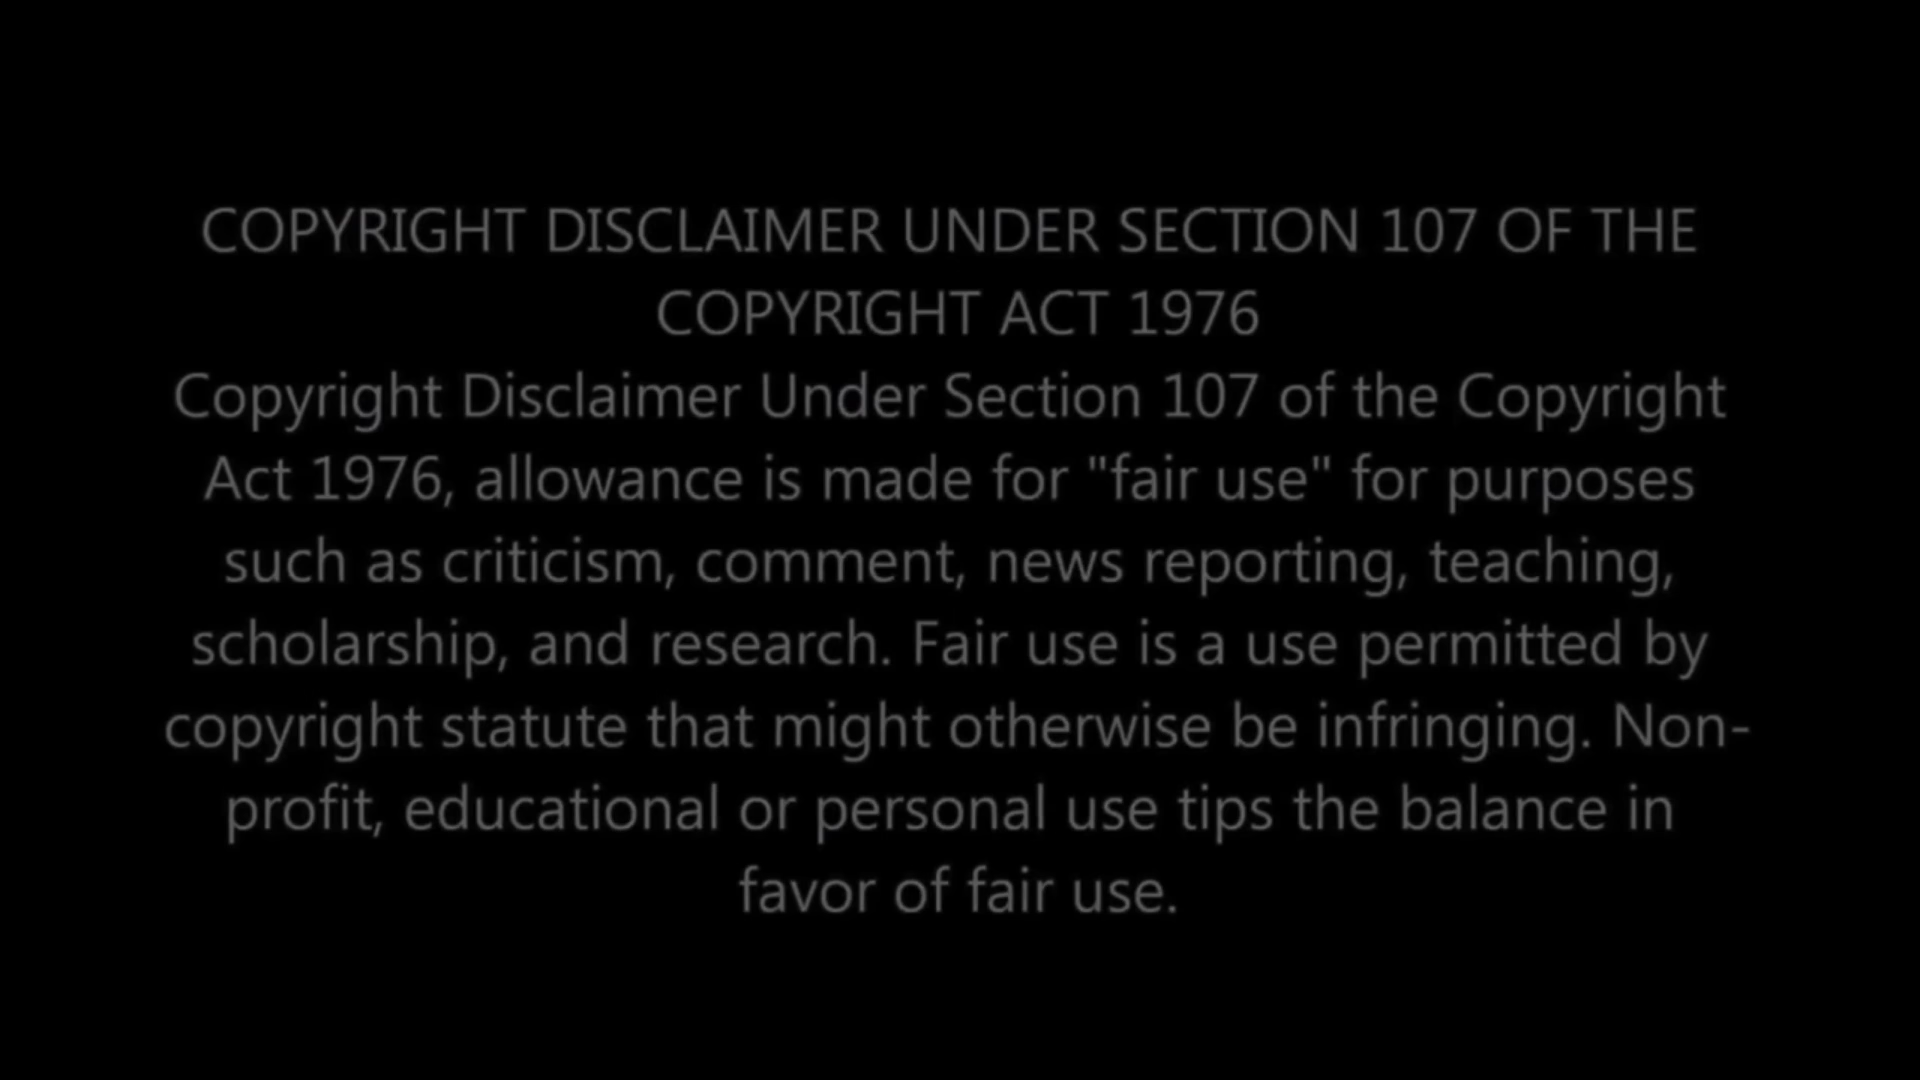 COPYRIGHT DISCLAIMER UNDER SECTION 107 OF THE
COPYRIGHT ACT 1976
Copyright Disclaimer Under Section 107 of the Copyright
Act 1976, allowance is made for "fair use" for purposes
such as criticism, comment, news reporting, teaching,
scholarship, and research. Fair use is a use permitted by
copyright statute that might otherwise be infringing. Non-
profit, educational or personal use tips the balance in
favor of fair use.